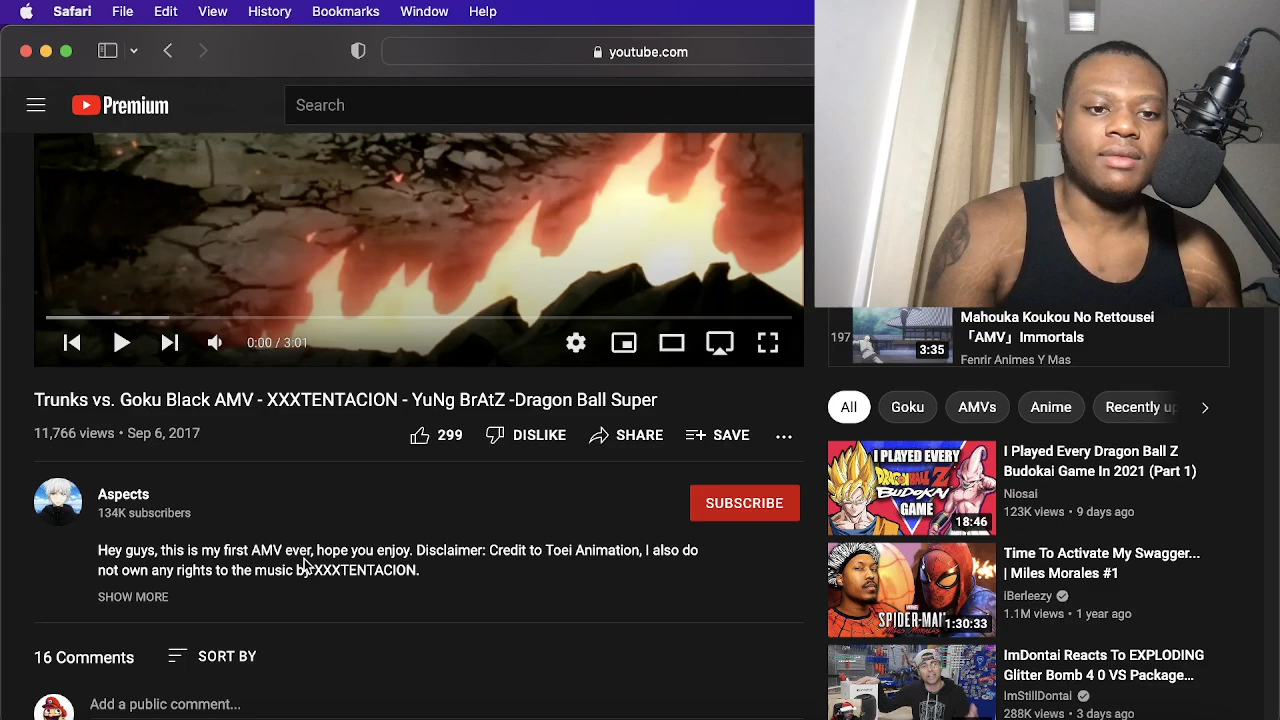 Safari File Edit View History Bookmarks Window Help
youtube.com
Premium
Search
0:00 / 3:01
Trunks vs. Goku Black AMV - XXXTENTACION - YuNg BrAtZ -Dragon Ball Super
11,766 views • Sep 6, 2017
299 DISLIKE SHARE SAVE
Aspects
134K subscribers
SUBSCRIBE
Hey guys, this is my first AMV ever, hope you enjoy. Disclaimer: Credit to Toei Animation, I also do
not own any rights to the music by XXXTENTACION.
SHOW MORE
16 Comments SORT BY
Add a public comment...
197
3:35
Mahouka Koukou No Rettousei
「AMV」Immortals
Fenrir Animes Y Mas
All Goku AMVs Anime Recently up
I PLAYED EVERY
DRAGONBALL Z
BUDOKAI
GAME
18:46
I Played Every Dragon Ball Z
Budokai Game In 2021 (Part 1)
Niosai
123K views • 9 days ago
SPIDER-MAN
MILES MORALES
1:30:33
Time To Activate My Swagger...
| Miles Morales #1
iBerleezy
1.1M views • 1 year ago
ImDontai Reacts To EXPLODING
Glitter Bomb 4 0 VS Package...
ImStillDontai
288K views • 3 days ago